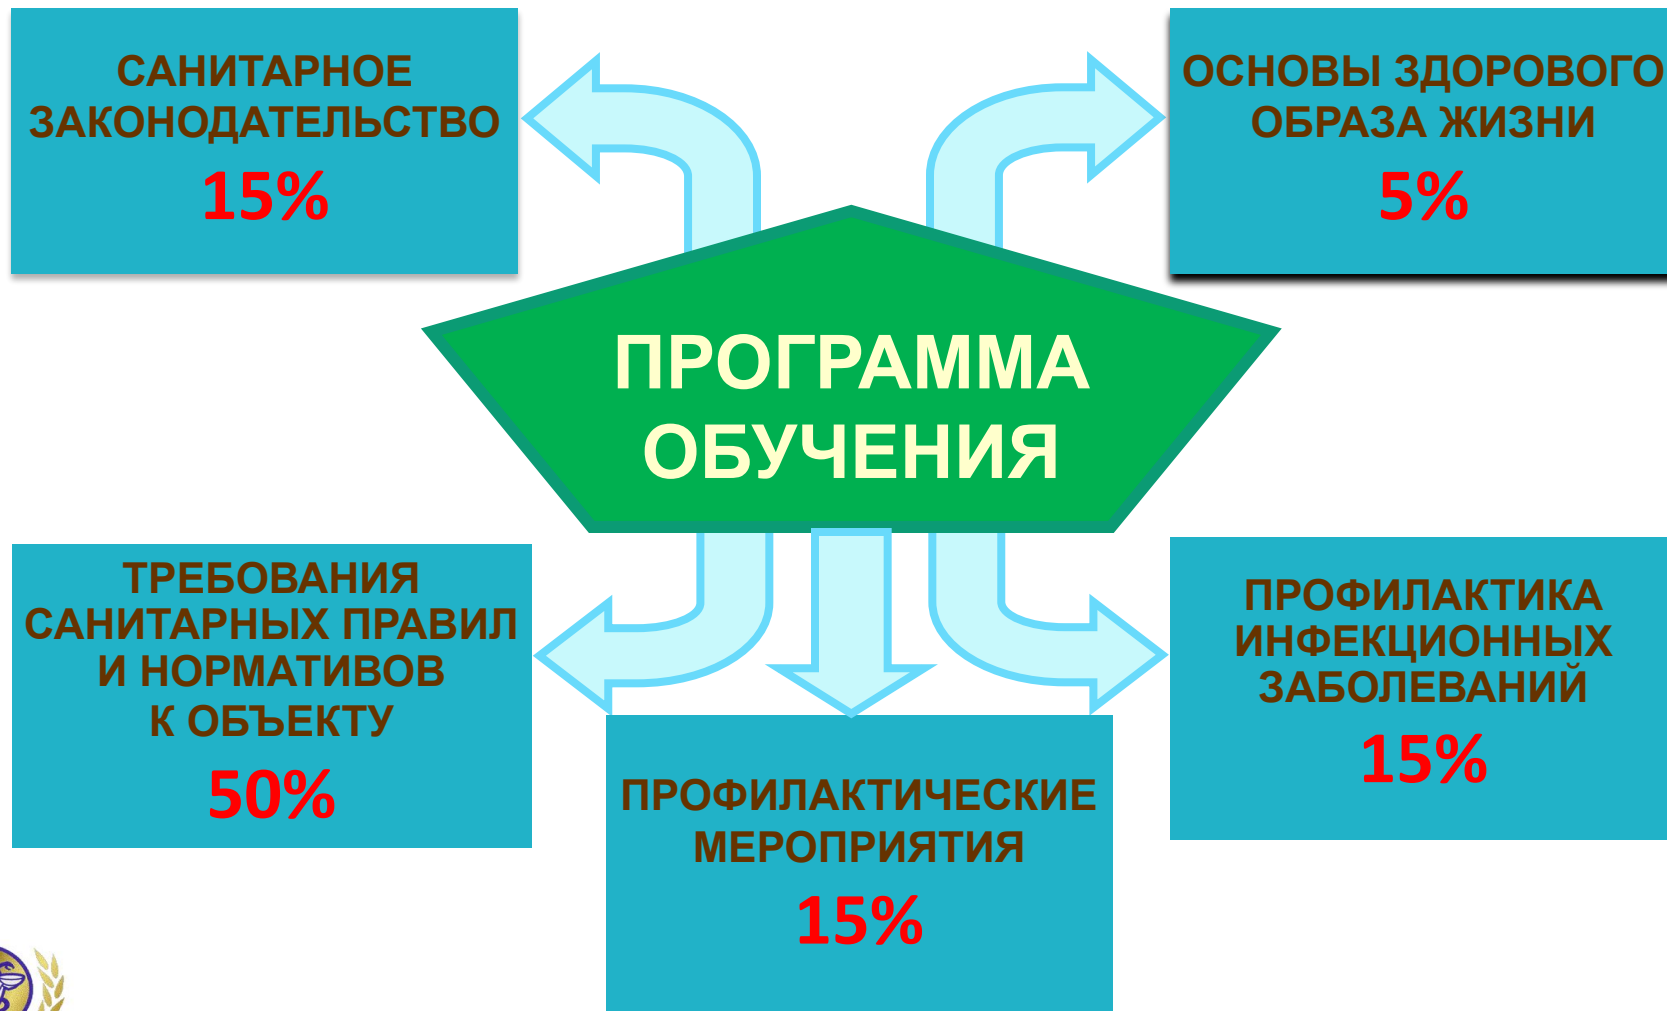 САНИТАРНОЕ
ЗАКОНОДАТЕЛЬСТВО
15%
ОСНОВЫ ЗДОРОВОГО
ОБРАЗА ЖИЗНИ
5%
ПРОГРАММА
ОБУЧЕНИЯ
ТРЕБОВАНИЯ
САНИТАРНЫХ ПРАВИЛ
И НОРМАТИВОВ
К ОБЪЕКТУ
50%
ПРОФИЛАКТИЧЕСКИЕ
МЕРОПРИЯТИЯ
15%
ПРОФИЛАКТИКА
ИНФЕКЦИОННЫХ
ЗАБОЛЕВАНИЙ
15%